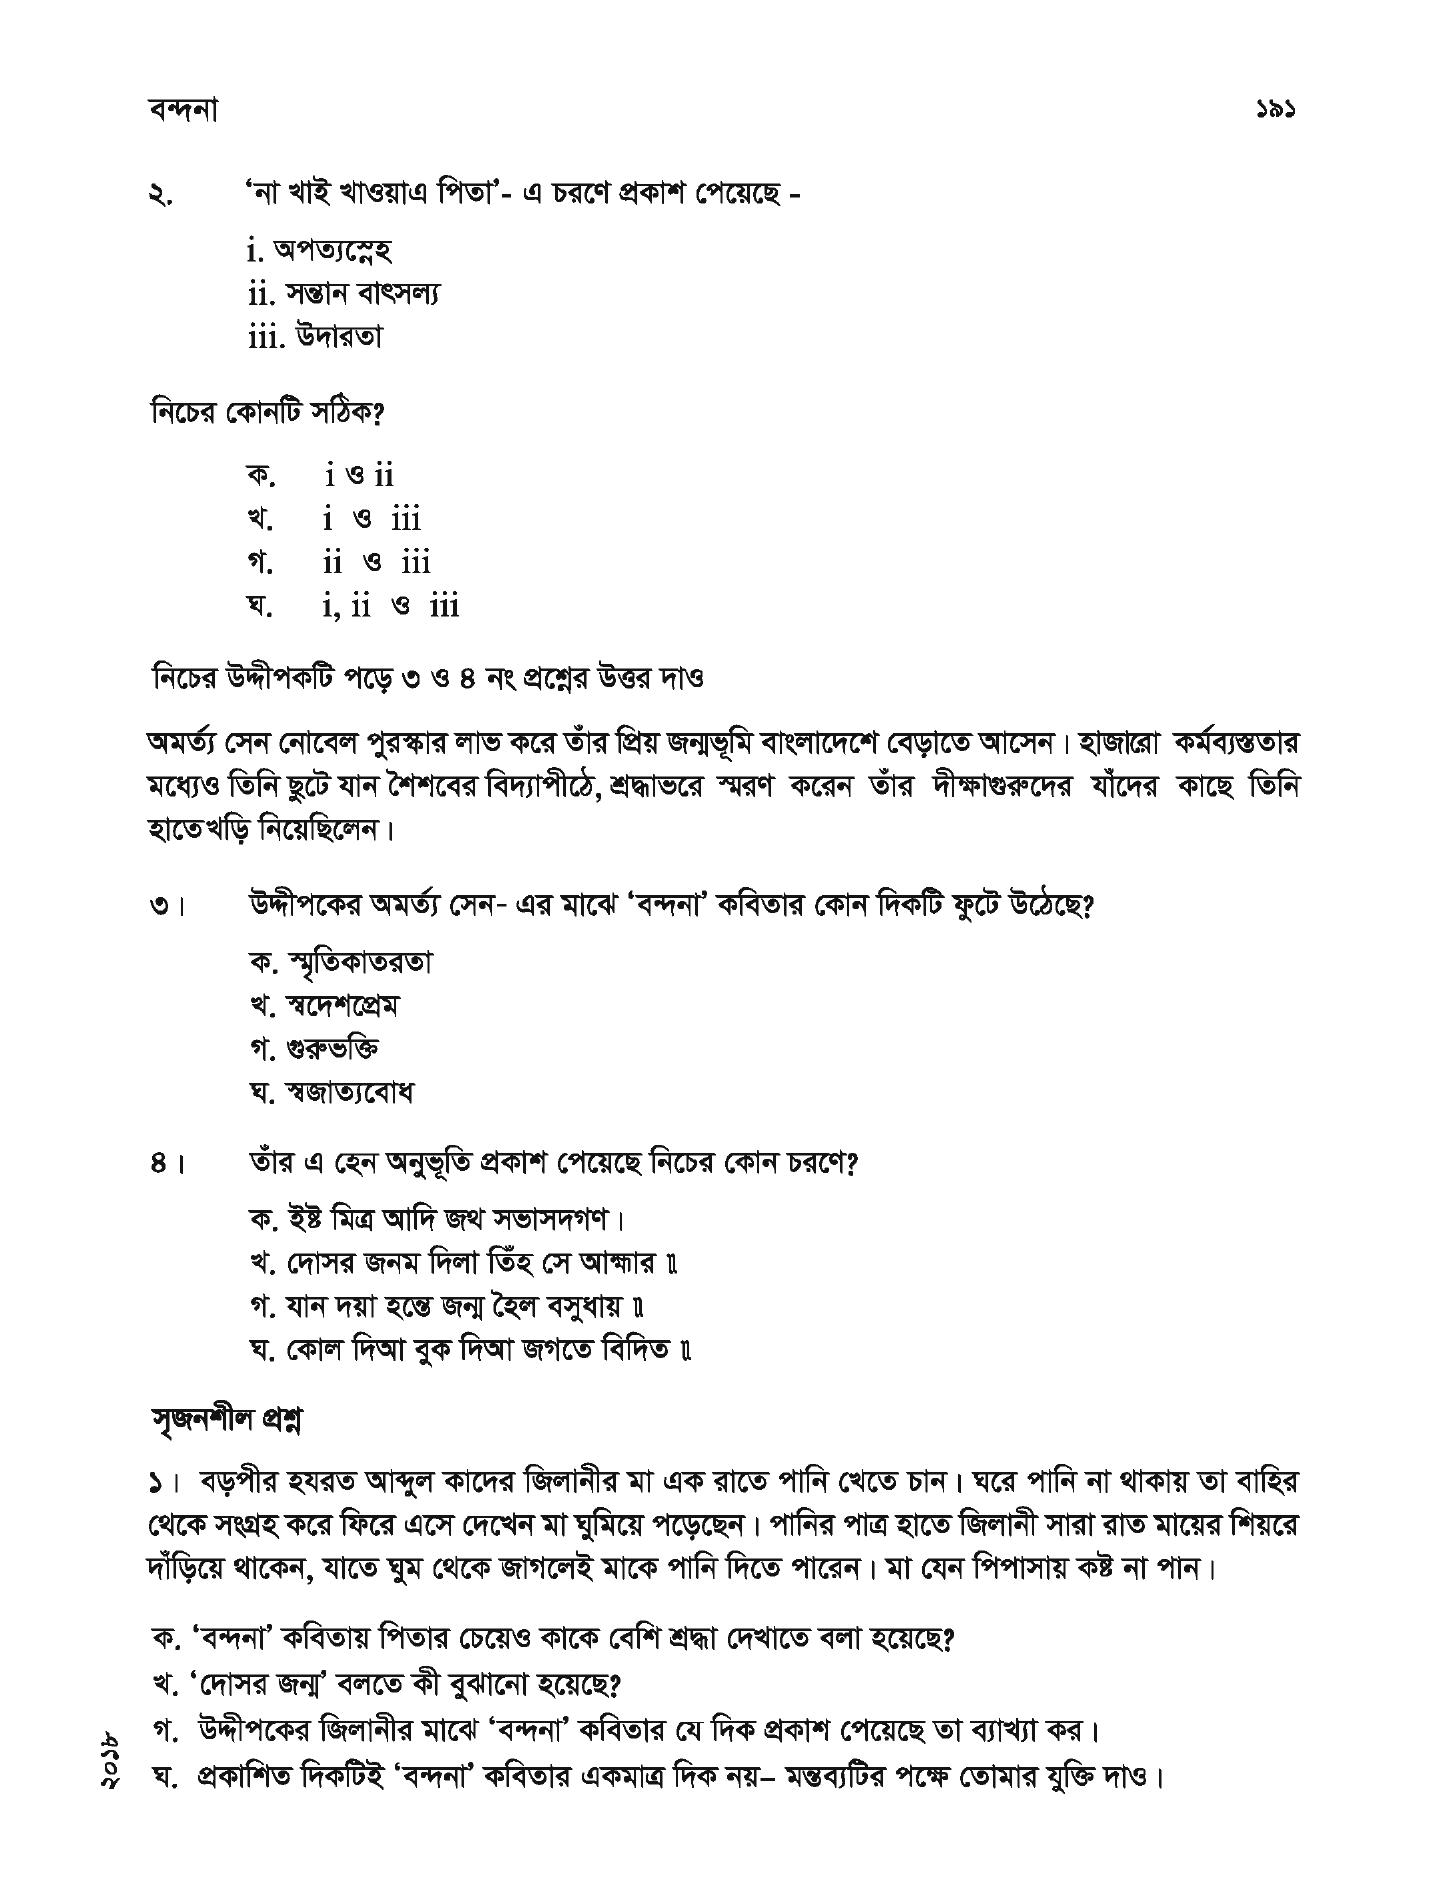 বন্দনা ১৯১
২. ‘না খাই খাওয়াএ পিতা’- এ চরণে প্রকাশ পেয়েছে -
i. অপত্যস্নেহ
ii. সন্তান বাৎসল্য
iii. উদারতা
নিচের কোনটি সঠিক?
ক. i ও ii
খ. i ও iii
গ. ii ও iii
ঘ. i, ii ও iii
নিচের উদ্দীপকটি পড়ে ৩ ও ৪ নং প্রশ্নের উত্তর দাও
অমর্ত্য সেন নোবেল পুরস্কার লাভ করে তাঁর প্রিয় জন্মভূমি বাংলাদেশে বেড়াতে আসেন। হাজারো কর্মব্যস্ততার
মধ্যেও তিনি ছুটে যান শৈশবের বিদ্যাপীঠে, শ্রদ্ধাভরে স্মরণ করেন তাঁর দীক্ষাগুরুদের যাঁদের কাছে তিনি
হাতেখড়ি নিয়েছিলেন।
৩। উদ্দীপকের অমর্ত্য সেন- এর মাঝে ‘বন্দনা’ কবিতার কোন দিকটি ফুটে উঠেছে?
ক. স্মৃতিকাতরতা
খ. স্বদেশপ্রেম
গ. গুরুভক্তি
ঘ. স্বজাত্যবোধ
৪। তাঁর এ হেন অনুভূতি প্রকাশ পেয়েছে নিচের কোন চরণে?
ক. ইষ্ট মিত্র আদি জথ সভাসদগণ।
খ. দোসর জনম দিলা তিঁহ সে আহ্মার ॥
গ. যান দয়া হন্তে জন্ম হৈল বসুধায় ॥
ঘ. কোল দিআ বুক দিআ জগতে বিদিত ॥
সৃজনশীল প্রশ্ন
১। বড়পীর হযরত আব্দুল কাদের জিলানীর মা এক রাতে পানি খেতে চান। ঘরে পানি না থাকায় তা বাহির
থেকে সংগ্রহ করে ফিরে এসে দেখেন মা ঘুমিয়ে পড়েছেন। পানির পাত্র হাতে জিলানী সারা রাত মায়ের শিয়রে
দাঁড়িয়ে থাকেন, যাতে ঘুম থেকে জাগলেই মাকে পানি দিতে পারেন। মা যেন পিপাসায় কষ্ট না পান।
ক. ‘বন্দনা’ কবিতায় পিতার চেয়েও কাকে বেশি শ্রদ্ধা দেখাতে বলা হয়েছে?
খ. ‘দোসর জন্ম’ বলতে কী বুঝানো হয়েছে?
গ. উদ্দীপকের জিলানীর মাঝে ‘বন্দনা’ কবিতার যে দিক প্রকাশ পেয়েছে তা ব্যাখ্যা কর।
ঘ. প্রকাশিত দিকটিই ‘বন্দনা’ কবিতার একমাত্র দিক নয়– মন্তব্যটির পক্ষে তোমার যুক্তি দাও।
২০১৮